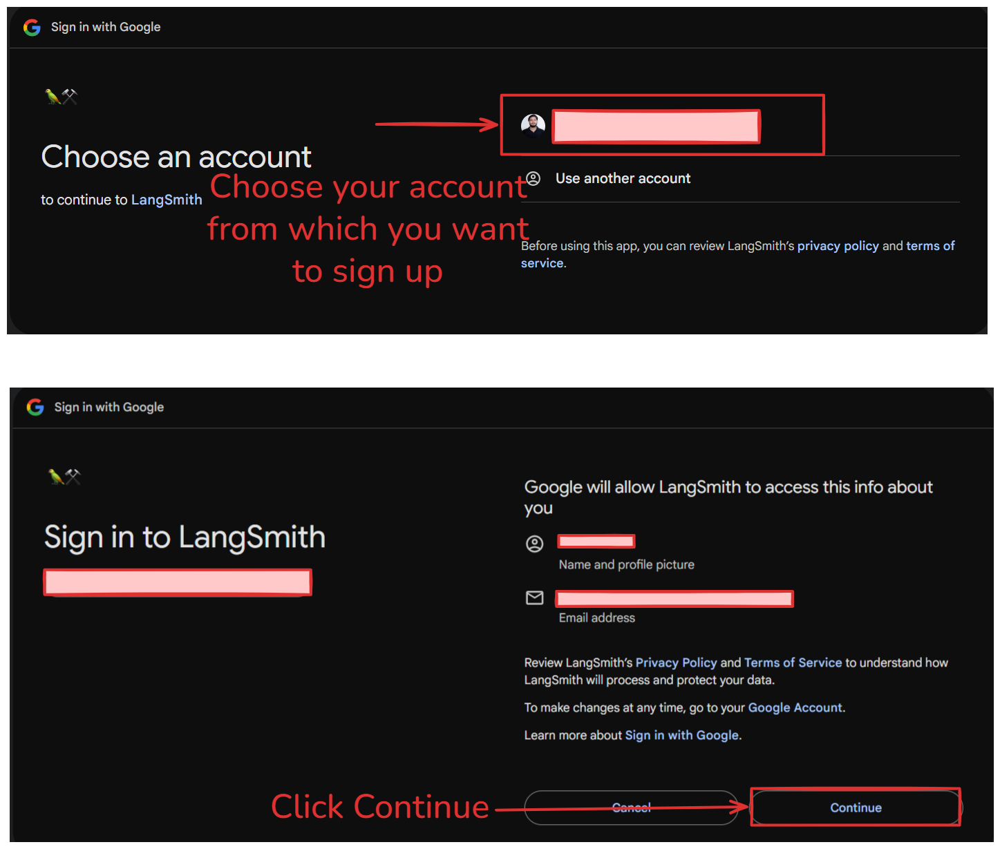 Sign in with Google
Choose an account
to continue to LangSmith
Choose your account
from which you want
to sign up
Use another account
Before using this app, you can review LangSmith’s privacy policy and terms of
service.
Sign in with Google
Sign in to LangSmith
Google will allow LangSmith to access this info about
you
Name and profile picture
Email address
Review LangSmith’s Privacy Policy and Terms of Service to understand how
LangSmith will process and protect your data.
To make changes at any time, go to your Google Account.
Learn more about Sign in with Google.
Click Continue
Cancel
Continue